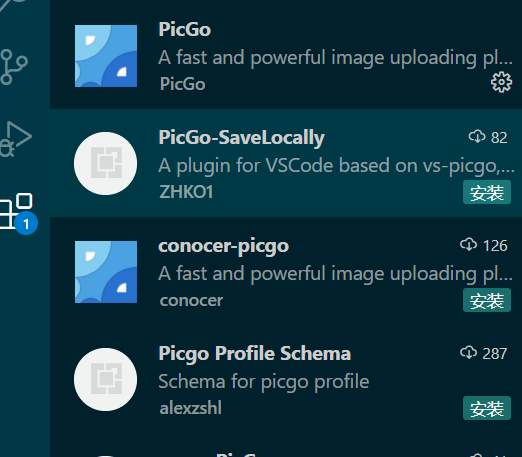 PicGo
A fast and powerful image uploading pl...
PicGo
PicGo-SaveLocally
82
A plugin for VSCode based on vs-picgo,...
ZHKO1
安装
1
conocer-picgo
126
A fast and powerful image uploading pl...
conocer
安装
Picgo Profile Schema
287
Schema for picgo profile
alexzshl
安装